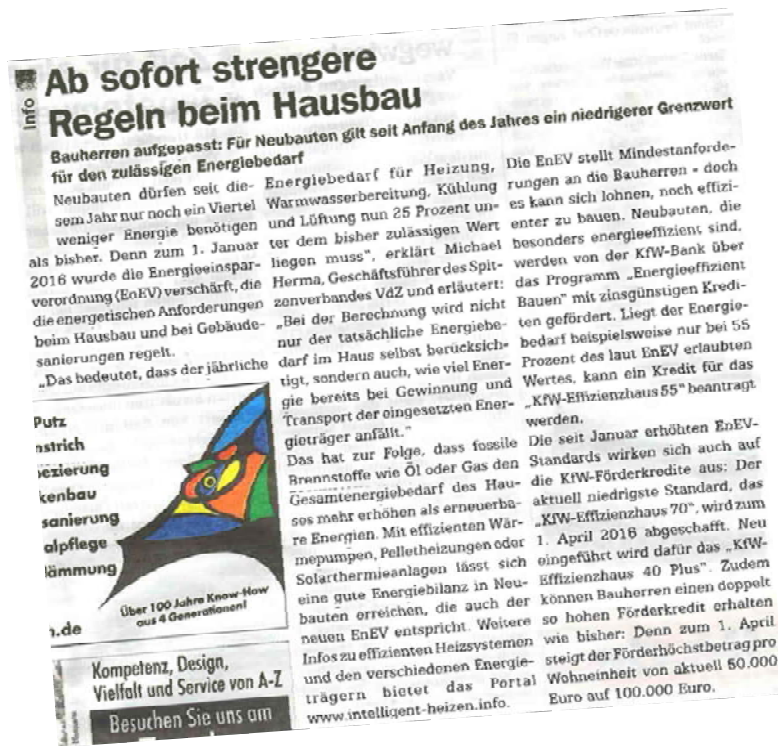 Info
Ab sofort strengere
Regeln beim Hausbau
Bauherren aufgepasst: Für Neubauten gilt seit Anfang des Jahres ein niedrigerer Grenzwert
für den zulässigen Energiebedarf
Neubauten dürfen seit die-
sem Jahr nur noch ein Viertel
weniger Energie benötigen
als bisher. Denn zum 1. Januar
2016 wurde die Energieeinspar-
verordnung (EnEV) verschärft, die
die energetischen Anforderungen
beim Hausbau und bei Gebäude-
sanierungen regelt.
„Das bedeutet, dass der jährliche
Energiebedarf für Heizung,
Warmwasserbereitung, Kühlung
und Lüftung nun 25 Prozent un-
ter dem bisher zulässigen Wert
liegen muss", erklärt Michael
Herma, Geschäftsführer des Spit-
zenverbandes VdZ und erläutert:
„Bei der Berechnung wird nicht
nur der tatsächliche Energiebe-
darf im Haus selbst berücksich-
tigt, sondern auch, wie viel Ener-
gie bereits bei Gewinnung und
Transport der eingesetzten Ener-
gieträger anfällt."
Das hat zur Folge, dass fossile
Brennstoffe wie Öl oder Gas den
Gesamtenergiebedarf des Hau-
ses mehr erhöhen als erneuerba-
re Energien. Mit effizienten Wär-
mepumpen, Pelletheizungen oder
Solarthermieanlagen lässt sich
eine gute Energiebilanz in Neu-
bauten erreichen, die auch der
neuen EnEV entspricht. Weitere
Infos zu effizienten Heizsystemen
und den verschiedenen Energie-
trägern bietet das Portal
www.intelligent-heizen.info.
Die EnEV stellt Mindestanforde-
rungen an die Bauherren - doch
es kann sich lohnen, noch effizi-
enter zu bauen. Neubauten, die
besonders energieeffizient sind,
werden von der KfW-Bank über
das Programm „Energieeffizient
Bauen" mit zinsgünstigen Kredi-
ten gefördert. Liegt der Energie-
bedarf beispielsweise nur bei 55
Prozent des laut EnEV erlaubten
Wertes, kann ein Kredit für das
„KfW-Effizienzhaus 55" beantragt
werden.
Die seit Januar erhöhten EnEV-
Standards wirken sich auch auf
die KfW-Förderkredite aus: Der
aktuell niedrigste Standard, das
„KfW-Effizienzhaus 70", wird zum
1. April 2016 abgeschafft. Neu
eingeführt wird dafür das „KfW-
Effizienzhaus 40 Plus". Zudem
können Bauherren einen doppelt
so hohen Förderkredit erhalten
wie bisher: Denn zum 1. April
steigt der Förderhöchstbetrag pro
Wohneinheit von aktuell 50.000
Euro auf 100.000 Euro.
Putz
nstrich
ezierung
kenbau
sanierung
alpflege
dämmung
Über 100 Jahre Know-How
aus 4 Generationen!
n.de
Kompetenz, Design,
Vielfalt und Service von A-Z
Besuchen Sie uns am